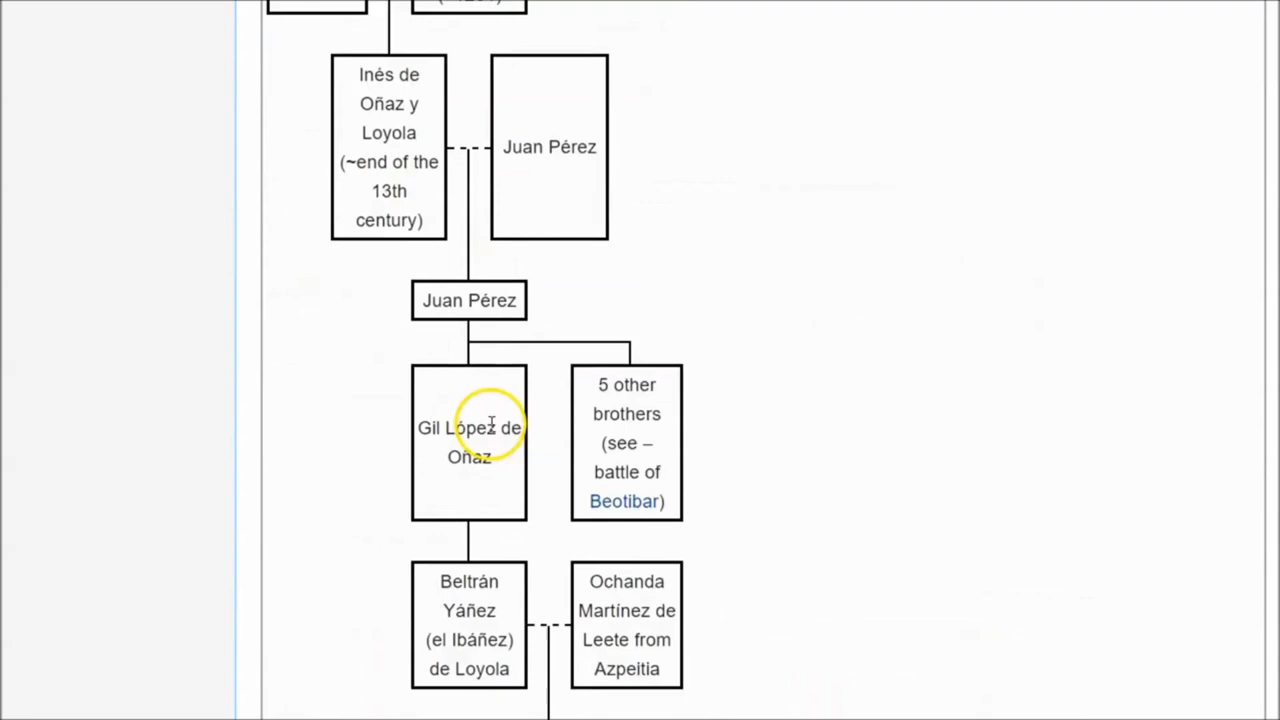 Inés de
Oñaz y
Loyola
(~end of the
13th
century)
Juan Pérez
Juan Pérez
Gil López de
Oñaz
5 other
brothers
(see –
battle of
Beotibar)
Beltrán
Yáñez
(el Ibáñez)
de Loyola
Ochanda
Martínez de
Leete from
Azpeitia